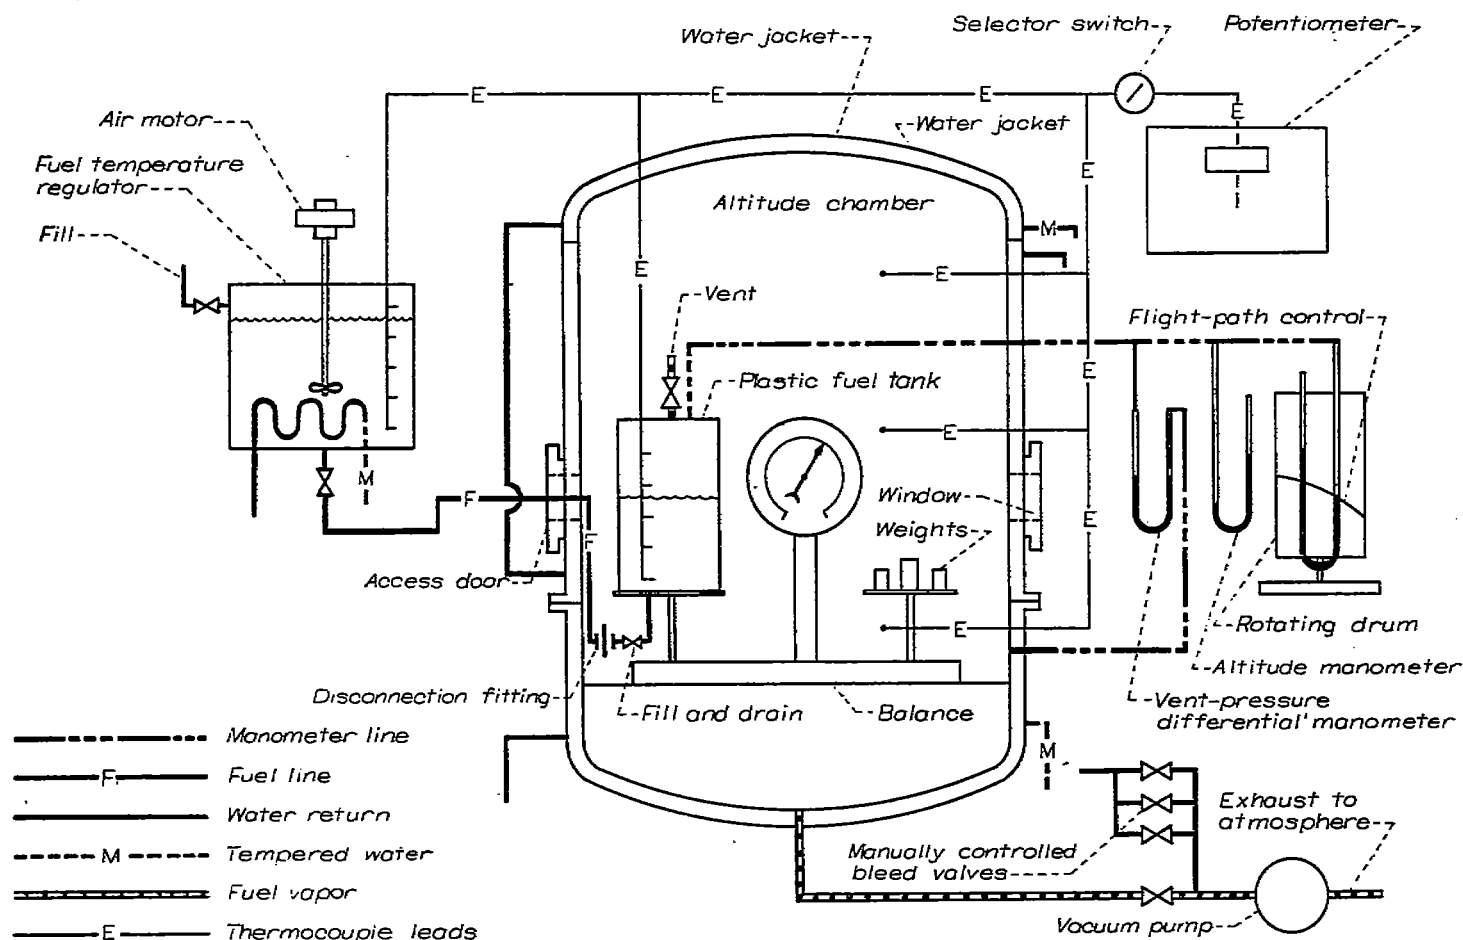 Water jacket
Selector switch
Potentiometer
E
E
E
E
Air motor
Water jacket
Fuel temperature
regulator
E
Altitude chamber
M
Fill
E
E
Vent
Flight-path control
E
Plastic fuel tank
E
M
F
Window
Weights
E
F
Access door
E
Rotating drum
Altitude manometer
Disconnection fitting
Fill and drain
Balance
Vent-pressure
differential manometer
Manometer line
M
F
Fuel line
Exhaust to
atmosphere
Water return
M
Tempered water
Manually controlled
bleed valves
Fuel vapor
Vacuum pump
E
Thermocouple leads